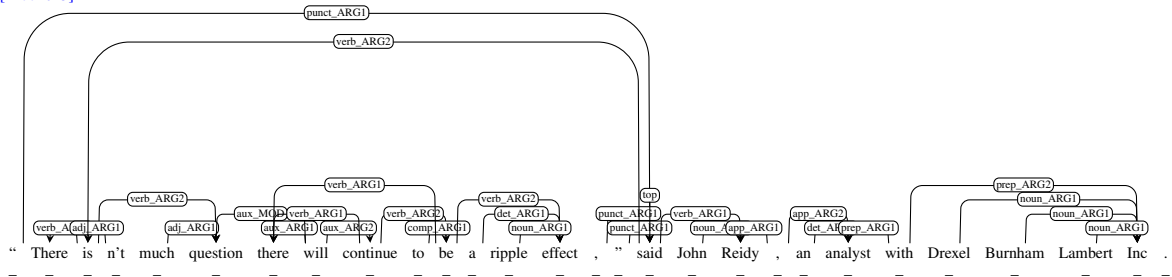 punct_ARG1
verb_ARG2
verb_ARG1 top prep_ARG2
verb_ARG2 verb_ARG2 noun_ARG1
aux_MOD verb_ARG1 verb_ARG2 det_ARG1 punct_ARG1 verb_ARG1 app_ARG2 noun_ARG1
adj_ARG1 adj_ARG1 aux_ARG1 aux_ARG2 comp_ARG1 noun_ARG1 punct_ARG1 app_ARG1 prep_ARG1 noun_ARG1
“ There is n't much question there will continue to be a ripple effect , ” said John Reidy , an analyst with Drexel Burnham Lambert Inc .